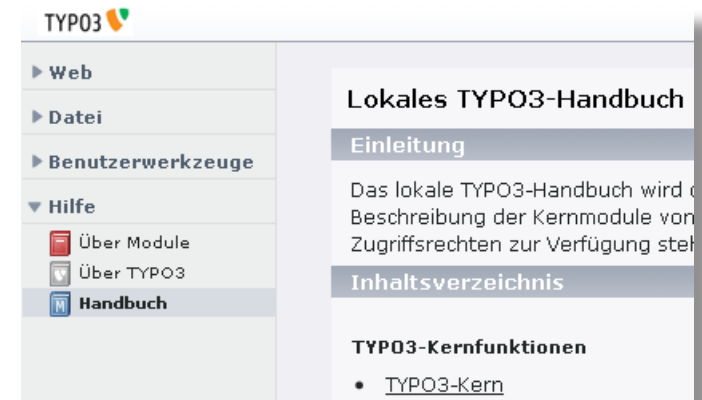 TYPO3
Web
Datei
Benutzerwerkzeuge
Hilfe
Über Module
Über TYPO3
Handbuch
Lokales TYPO3-Handbuch
Einleitung
Das lokale TYPO3-Handbuch wird
Beschreibung der Kernmodule von
Zugriffsrechten zur Verfügung
Inhaltsverzeichnis
TYPO3-Kernfunktionen
• TYPO3-Kern